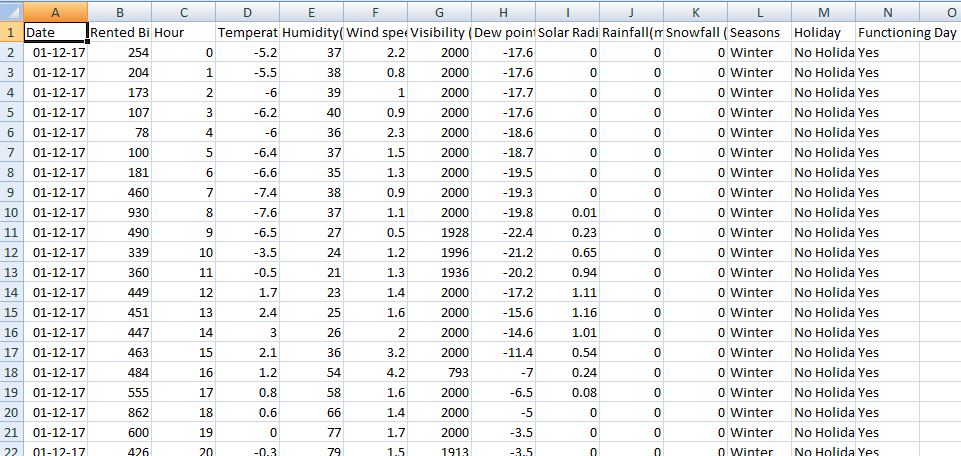 A B C D E F G H I J K L M N O
1 Date Rented Bi Hour Temperat Humidity( Wind spee Visibility ( Dew poin Solar Radi Rainfall(m Snowfall ( Seasons Holiday Functioning Day
2 01-12-17 254 0 -5.2 37 2.2 2000 -17.6 0 0 0 Winter No Holida Yes
3 01-12-17 204 1 -5.5 38 0.8 2000 -17.6 0 0 0 Winter No Holida Yes
4 01-12-17 173 2 -6 39 1 2000 -17.7 0 0 0 Winter No Holida Yes
5 01-12-17 107 3 -6.2 40 0.9 2000 -17.6 0 0 0 Winter No Holida Yes
6 01-12-17 78 4 -6 36 2.3 2000 -18.6 0 0 0 Winter No Holida Yes
7 01-12-17 100 5 -6.4 37 1.5 2000 -18.7 0 0 0 Winter No Holida Yes
8 01-12-17 181 6 -6.6 35 1.3 2000 -19.5 0 0 0 Winter No Holida Yes
9 01-12-17 460 7 -7.4 38 0.9 2000 -19.3 0 0 0 Winter No Holida Yes
10 01-12-17 930 8 -7.6 37 1.1 2000 -19.8 0.01 0 0 Winter No Holida Yes
11 01-12-17 490 9 -6.5 27 0.5 1928 -22.4 0.23 0 0 Winter No Holida Yes
12 01-12-17 339 10 -3.5 24 1.2 1996 -21.2 0.65 0 0 Winter No Holida Yes
13 01-12-17 360 11 -0.5 21 1.3 1936 -20.2 0.94 0 0 Winter No Holida Yes
14 01-12-17 449 12 1.7 23 1.4 2000 -17.2 1.11 0 0 Winter No Holida Yes
15 01-12-17 451 13 2.4 25 1.6 2000 -15.6 1.16 0 0 Winter No Holida Yes
16 01-12-17 447 14 3 26 2 2000 -14.6 1.01 0 0 Winter No Holida Yes
17 01-12-17 463 15 2.1 36 3.2 2000 -11.4 0.54 0 0 Winter No Holida Yes
18 01-12-17 484 16 1.2 54 4.2 793 -7 0.24 0 0 Winter No Holida Yes
19 01-12-17 555 17 0.8 58 1.6 2000 -6.5 0.08 0 0 Winter No Holida Yes
20 01-12-17 862 18 0.6 66 1.4 2000 -5 0 0 0 Winter No Holida Yes
21 01-12-17 600 19 0 77 1.7 2000 -3.5 0 0 0 Winter No Holida Yes
22 01-12-17 426 20 -0.3 79 1.5 1913 -3.5 0 0 0 Winter No Holida Yes